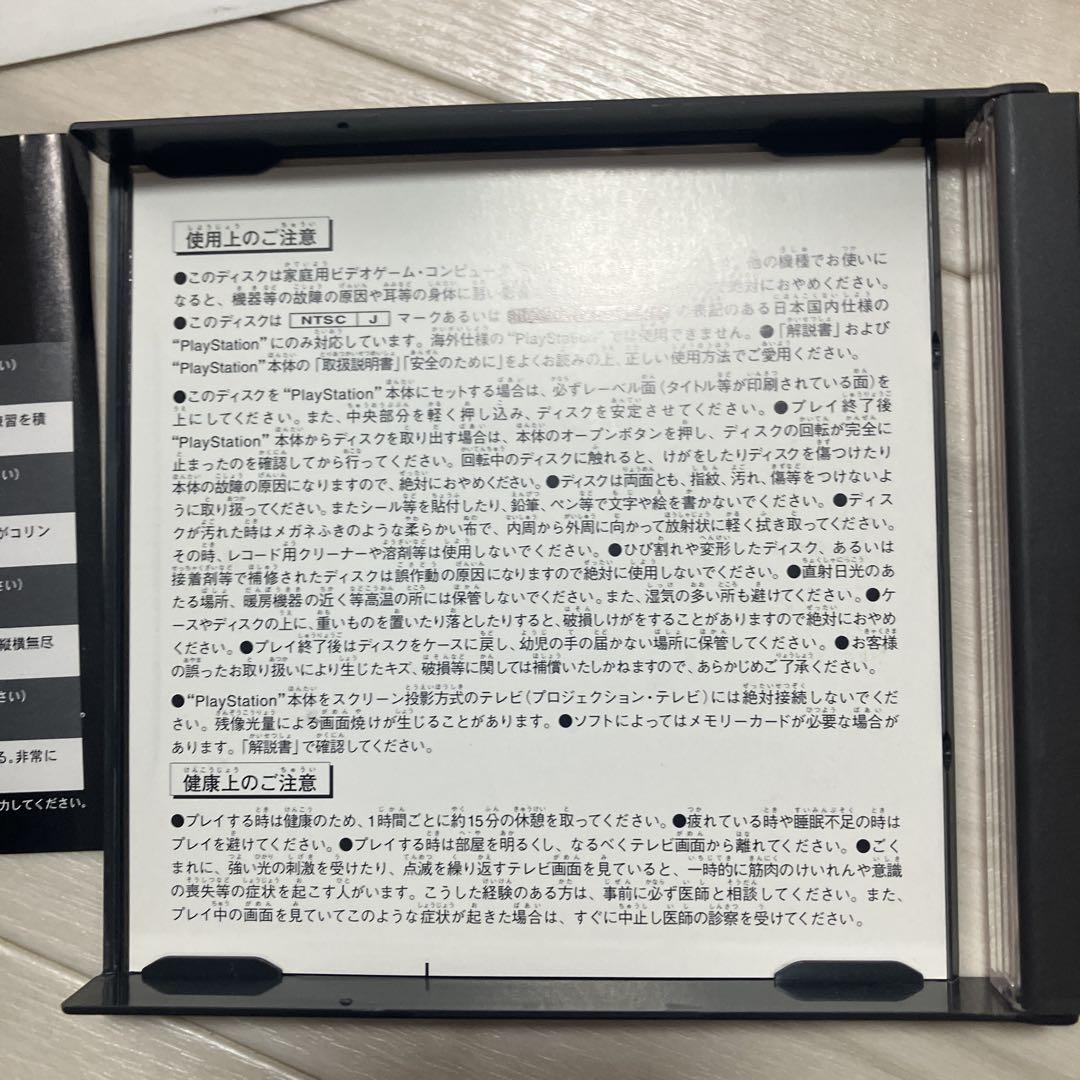 使用上のご注意
●このディスクは家庭用ビデオゲーム・コンピュー 他の機種でお使いに
なると、機器等の故障の原因や耳等の身体に悪い影 絶対におやめください。
●このディスクは NTSC J マークあるいは の表記のある日本国内仕様の
“PlayStation”にのみ対応しています。海外仕様の“PlayStation”では使用できません。●「解説書」および
“PlayStation”本体の「取扱説明書」「安全のために」をよくお読みの上、正しい使用方法でご愛用ください。
●このディスクを“PlayStation”本体にセットする場合は、必ずレーベル面(タイトル等が印刷されている面)を
上にしてください。また、中央部分を軽く押し込み、ディスクを安定させてください。●プレイ終了後
“PlayStation”本体からディスクを取り出す場合は、本体のオープンボタンを押し、ディスクの回転が完全に
止まったのを確認してから行ってください。回転中のディスクに触れると、けがをしたりディスクを傷つけたり
本体の故障の原因になりますので、絶対におやめください。●ディスクは両面とも、指紋、汚れ、傷等をつけないよ
うに取り扱ってください。またシール等を貼付したり、鉛筆、ペン等で文字や絵を書かないでください。●ディス
クが汚れた時はメガネふきのような柔らかい布で、内周から外周に向かって放射状に軽く拭き取ってください。
その時、レコード用クリーナーや溶剤等は使用しないでください。●ひび割れや変形したディスク、あるいは
接着剤等で補修されたディスクは誤作動の原因になりますので絶対に使用しないでください。●直射日光のあ
たる場所、暖房機器の近く等高温の所には保管しないでください。また、湿気の多い所も避けてください。●ケ
ースやディスクの上に、重いものを置いたり落としたりすると、破損しけがをすることがありますので絶対におやめ
ください。●プレイ終了後はディスクをケースに戻し、幼児の手の届かない場所に保管してください。●お客様
の誤ったお取り扱いにより生じたキズ、破損等に関しては補償いたしかねますので、あらかじめご了承ください。
●“PlayStation”本体をスクリーン投影方式のテレビ(プロジェクション・テレビ)には絶対接続しないでくだ
さい。残像光量による画面焼けが生じることがあります。●ソフトによってはメモリーカードが必要な場合が
あります。「解説書」で確認してください。
健康上のご注意
●プレイする時は健康のため、1時間ごとに約15分の休憩を取ってください。●疲れている時や睡眠不足の時は
プレイを避けてください。●プレイする時は部屋を明るくし、なるべくテレビ画面から離れてください。●ごく
まれに、強い光の刺激を受けたり、点滅を繰り返すテレビ画面を見ていると、一時的に筋肉のけいれんや意識
の喪失等の症状を起こす人がいます。こうした経験のある方は、事前に必ず医師と相談してください。また、
プレイ中の画面を見ていてこのような症状が起きた場合は、すぐに中止し医師の診察を受けてください。
い)
練習を積
い)
がコリン
さい)
縦横無尽
さい)
る。非常に
力してください。